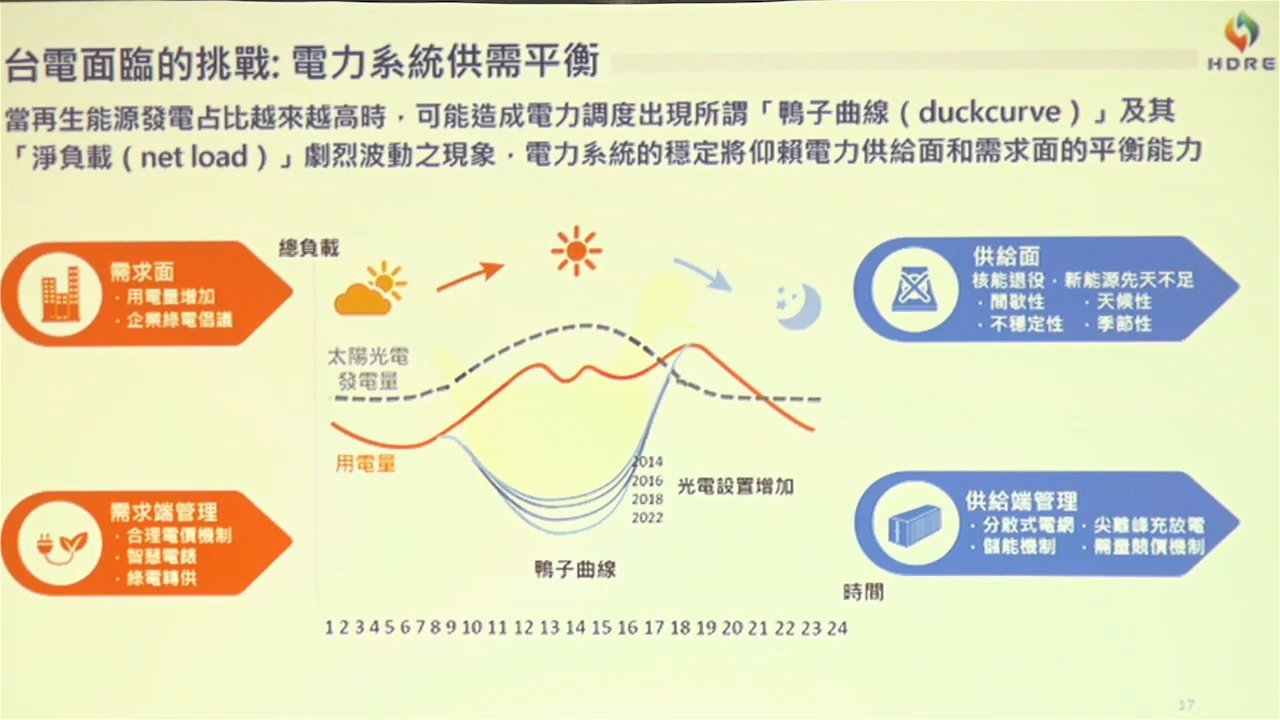 台電面臨的挑戰: 電力系統供需平衡
HDRE
當再生能源發電占比越來越高時，可能造成電力調度出現所謂「鴨子曲線（duckcurve）」及其
「淨負載（net load）」劇烈波動之現象，電力系統的穩定將仰賴電力供給面和需求面的平衡能力
需求面
· 用電量增加
· 企業綠電倡議
總負載
供給面
核能退役，新能源先天不足
· 間歇性 · 天候性
· 不穩定性 · 季節性
太陽光電
發電量
用電量
2014
2016
2018
2022
光電設置增加
鴨子曲線
需求端管理
· 合理電價機制
· 智慧電錶
· 綠電轉供
供給端管理
· 分散式電網 · 尖離峰充放電
· 儲能機制 · 需量競價機制
時間
1 2 3 4 5 6 7 8 9 10 11 12 13 14 15 16 17 18 19 20 21 22 23 24
17